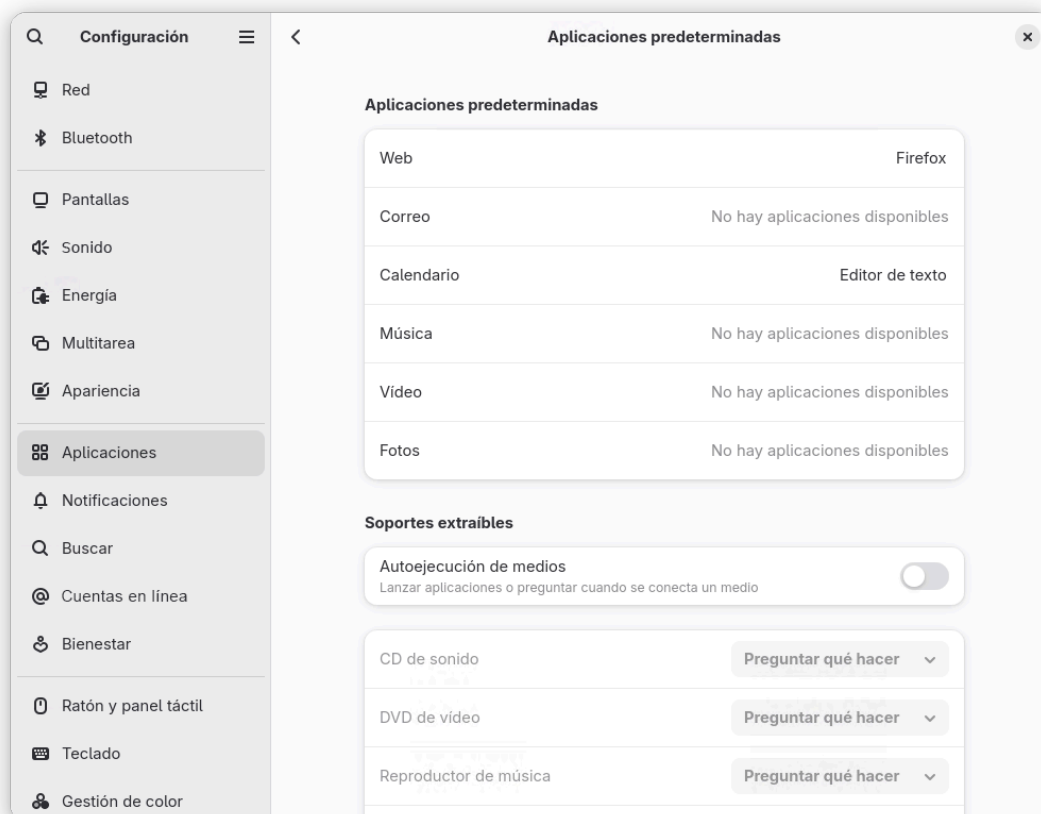 Configuración
Aplicaciones predeterminadas
Red
Bluetooth
Pantallas
Sonido
Energía
Multitarea
Apariencia
Aplicaciones
Notificaciones
Buscar
Cuentas en línea
Bienestar
Ratón y panel táctil
Teclado
Gestión de color
Aplicaciones predeterminadas
Web Firefox
Correo No hay aplicaciones disponibles
Calendario Editor de texto
Música No hay aplicaciones disponibles
Vídeo No hay aplicaciones disponibles
Fotos No hay aplicaciones disponibles
Soportes extraíbles
Autoejecución de medios
Lanzar aplicaciones o preguntar cuando se conecta un medio
CD de sonido Preguntar qué hacer
DVD de vídeo Preguntar qué hacer
Reproductor de música Preguntar qué hacer